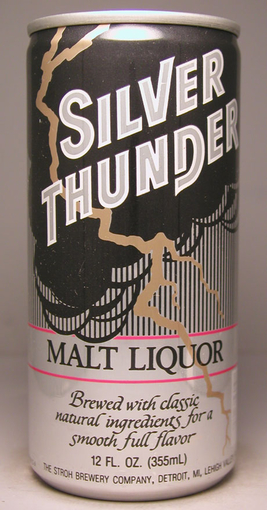 SILVER
THUNDER
MALT LIQUOR
Brewed with classic
natural ingredients for a
smooth full flavor
12 FL. OZ. (355mL)
THE STROH BREWERY COMPANY, DETROIT, MI, LEHIGH